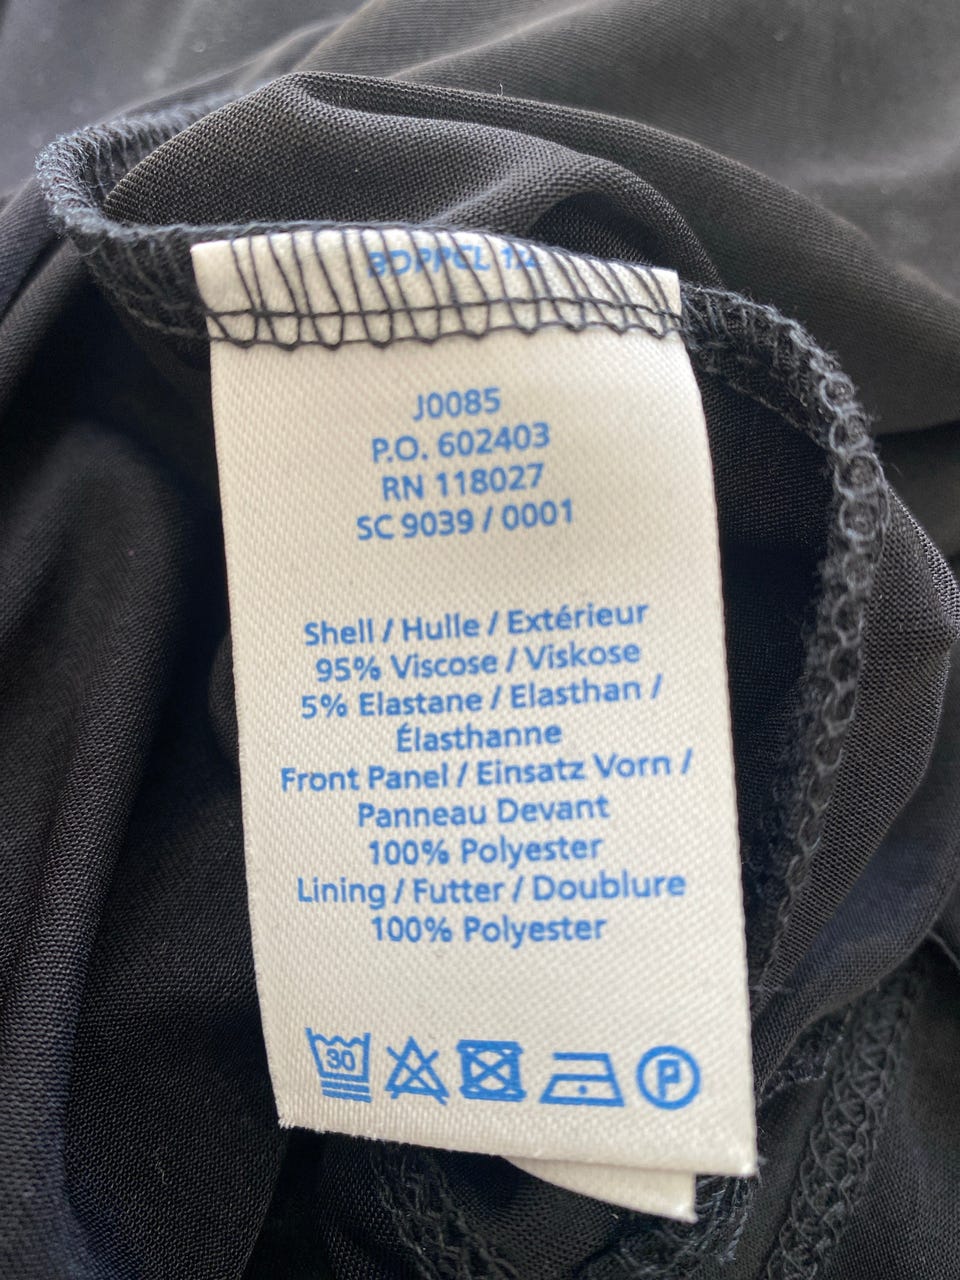 J0085
P.O. 602403
RN 118027
SC 9039 / 0001
Shell / Hulle / Extérieur
95% Viscose / Viskose
5% Elastane / Elasthan /
Élasthanne
Front Panel / Einsatz Vorn /
Panneau Devant
100% Polyester
Lining / Futter / Doublure
100% Polyester
30 P